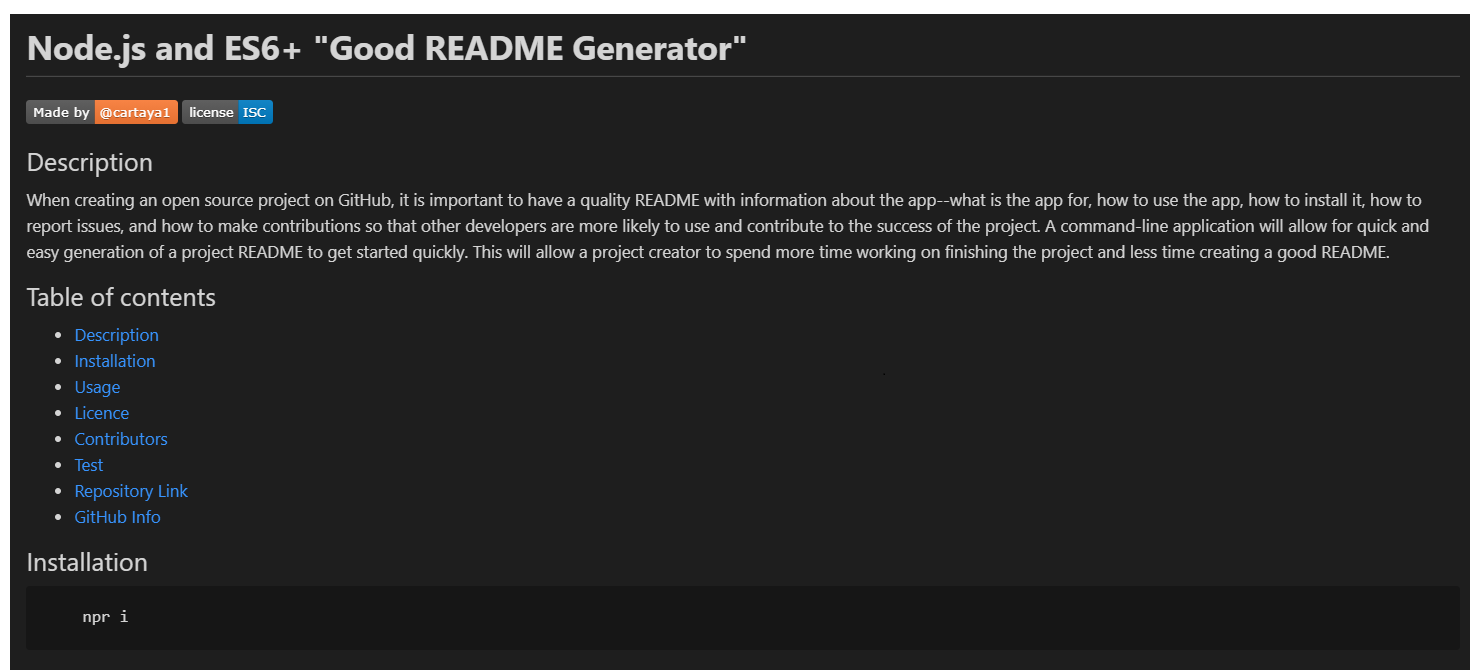 Node.js and ES6+ "Good README Generator"
Made by @cartaya1 license ISC
Description
When creating an open source project on GitHub, it is important to have a quality README with information about the app--what is the app for, how to use the app, how to install it, how to
report issues, and how to make contributions so that other developers are more likely to use and contribute to the success of the project. A command-line application will allow for quick and
easy generation of a project README to get started quickly. This will allow a project creator to spend more time working on finishing the project and less time creating a good README.
Table of contents
• Description
• Installation
• Usage
• Licence
• Contributors
• Test
• Repository Link
• GitHub Info
Installation
npr i